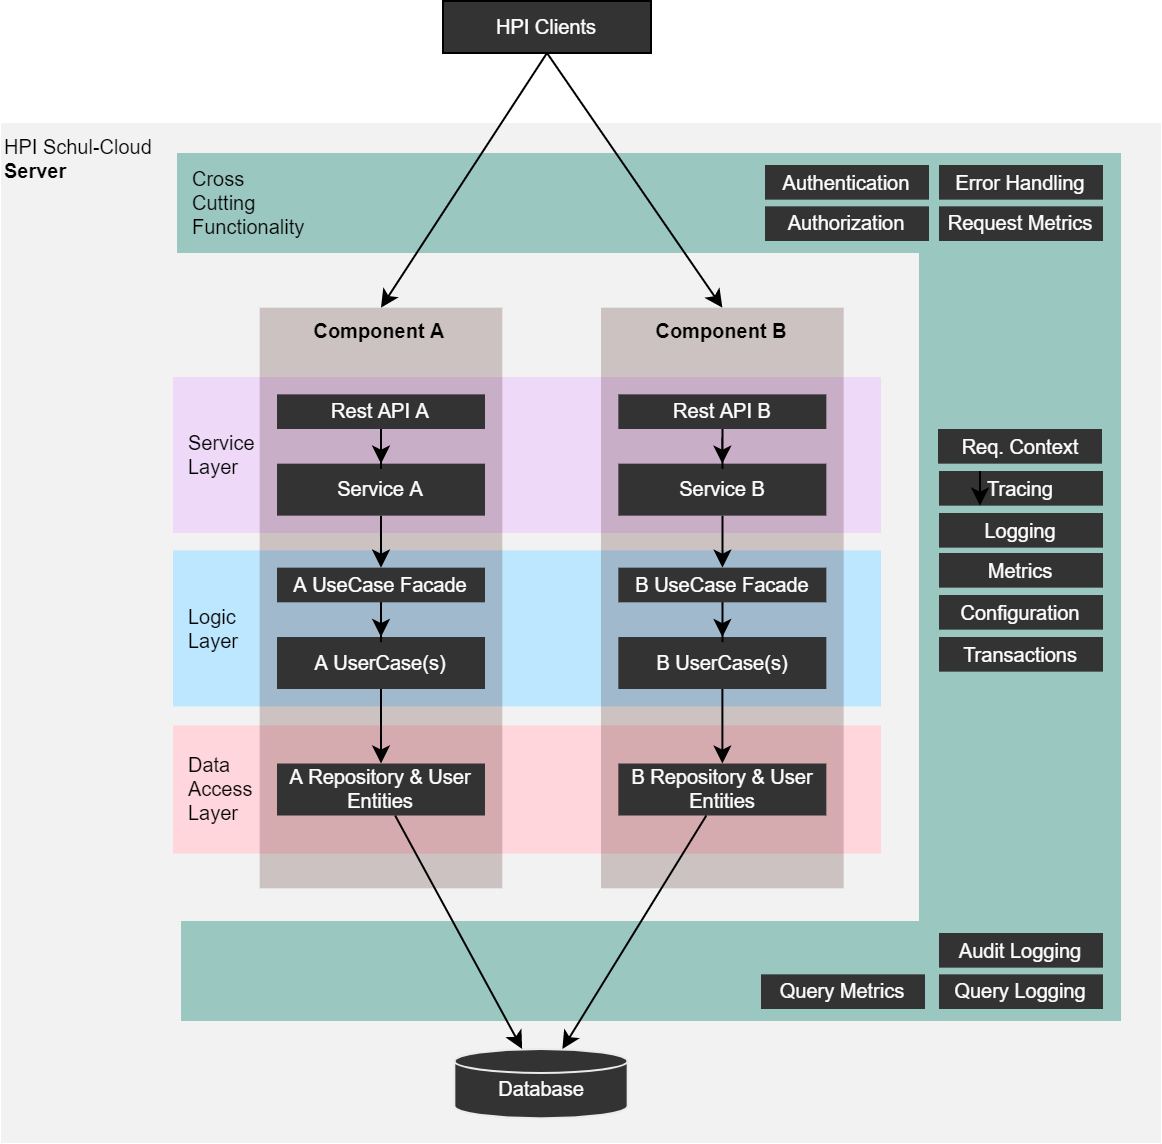 HPI Clients
HPI Schul-Cloud
Server
Cross
Cutting
Functionality
Authentication
Error Handling
Authorization
Request Metrics
Component A
Component B
Service
Layer
Rest API A
Rest API B
Service A
Service B
Logic
Layer
A UseCase Facade
B UseCase Facade
A UserCase(s)
B UserCase(s)
Data
Access
Layer
A Repository & User
Entities
B Repository & User
Entities
Req. Context
Tracing
Logging
Metrics
Configuration
Transactions
Audit Logging
Query Metrics
Query Logging
Database